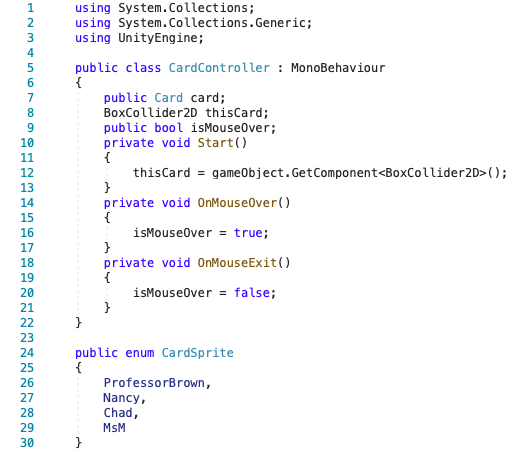 1 using System.Collections;
2 using System.Collections.Generic;
3 using UnityEngine;
4
5 public class CardController : MonoBehaviour
6 {
7     public Card card;
8     BoxCollider2D thisCard;
9     public bool isMouseOver;
10     private void Start()
11     {
12         thisCard = gameObject.GetComponent<BoxCollider2D>();
13     }
14     private void OnMouseOver()
15     {
16         isMouseOver = true;
17     }
18     private void OnMouseExit()
19     {
20         isMouseOver = false;
21     }
22 }
23
24 public enum CardSprite
25 {
26     ProfessorBrown,
27     Nancy,
28     Chad,
29     MsM
30 }